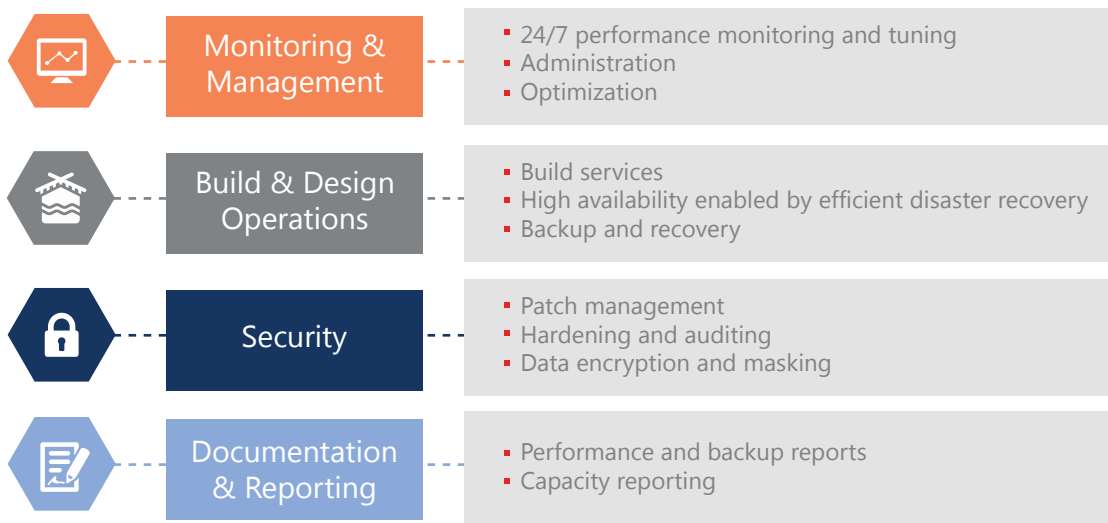 Monitoring &
Management
24/7 performance monitoring and tuning
Administration
Optimization
Build & Design
Operations
Build services
High availability enabled by efficient disaster recovery
Backup and recovery
Security
Patch management
Hardening and auditing
Data encryption and masking
Documentation
& Reporting
Performance and backup reports
Capacity reporting